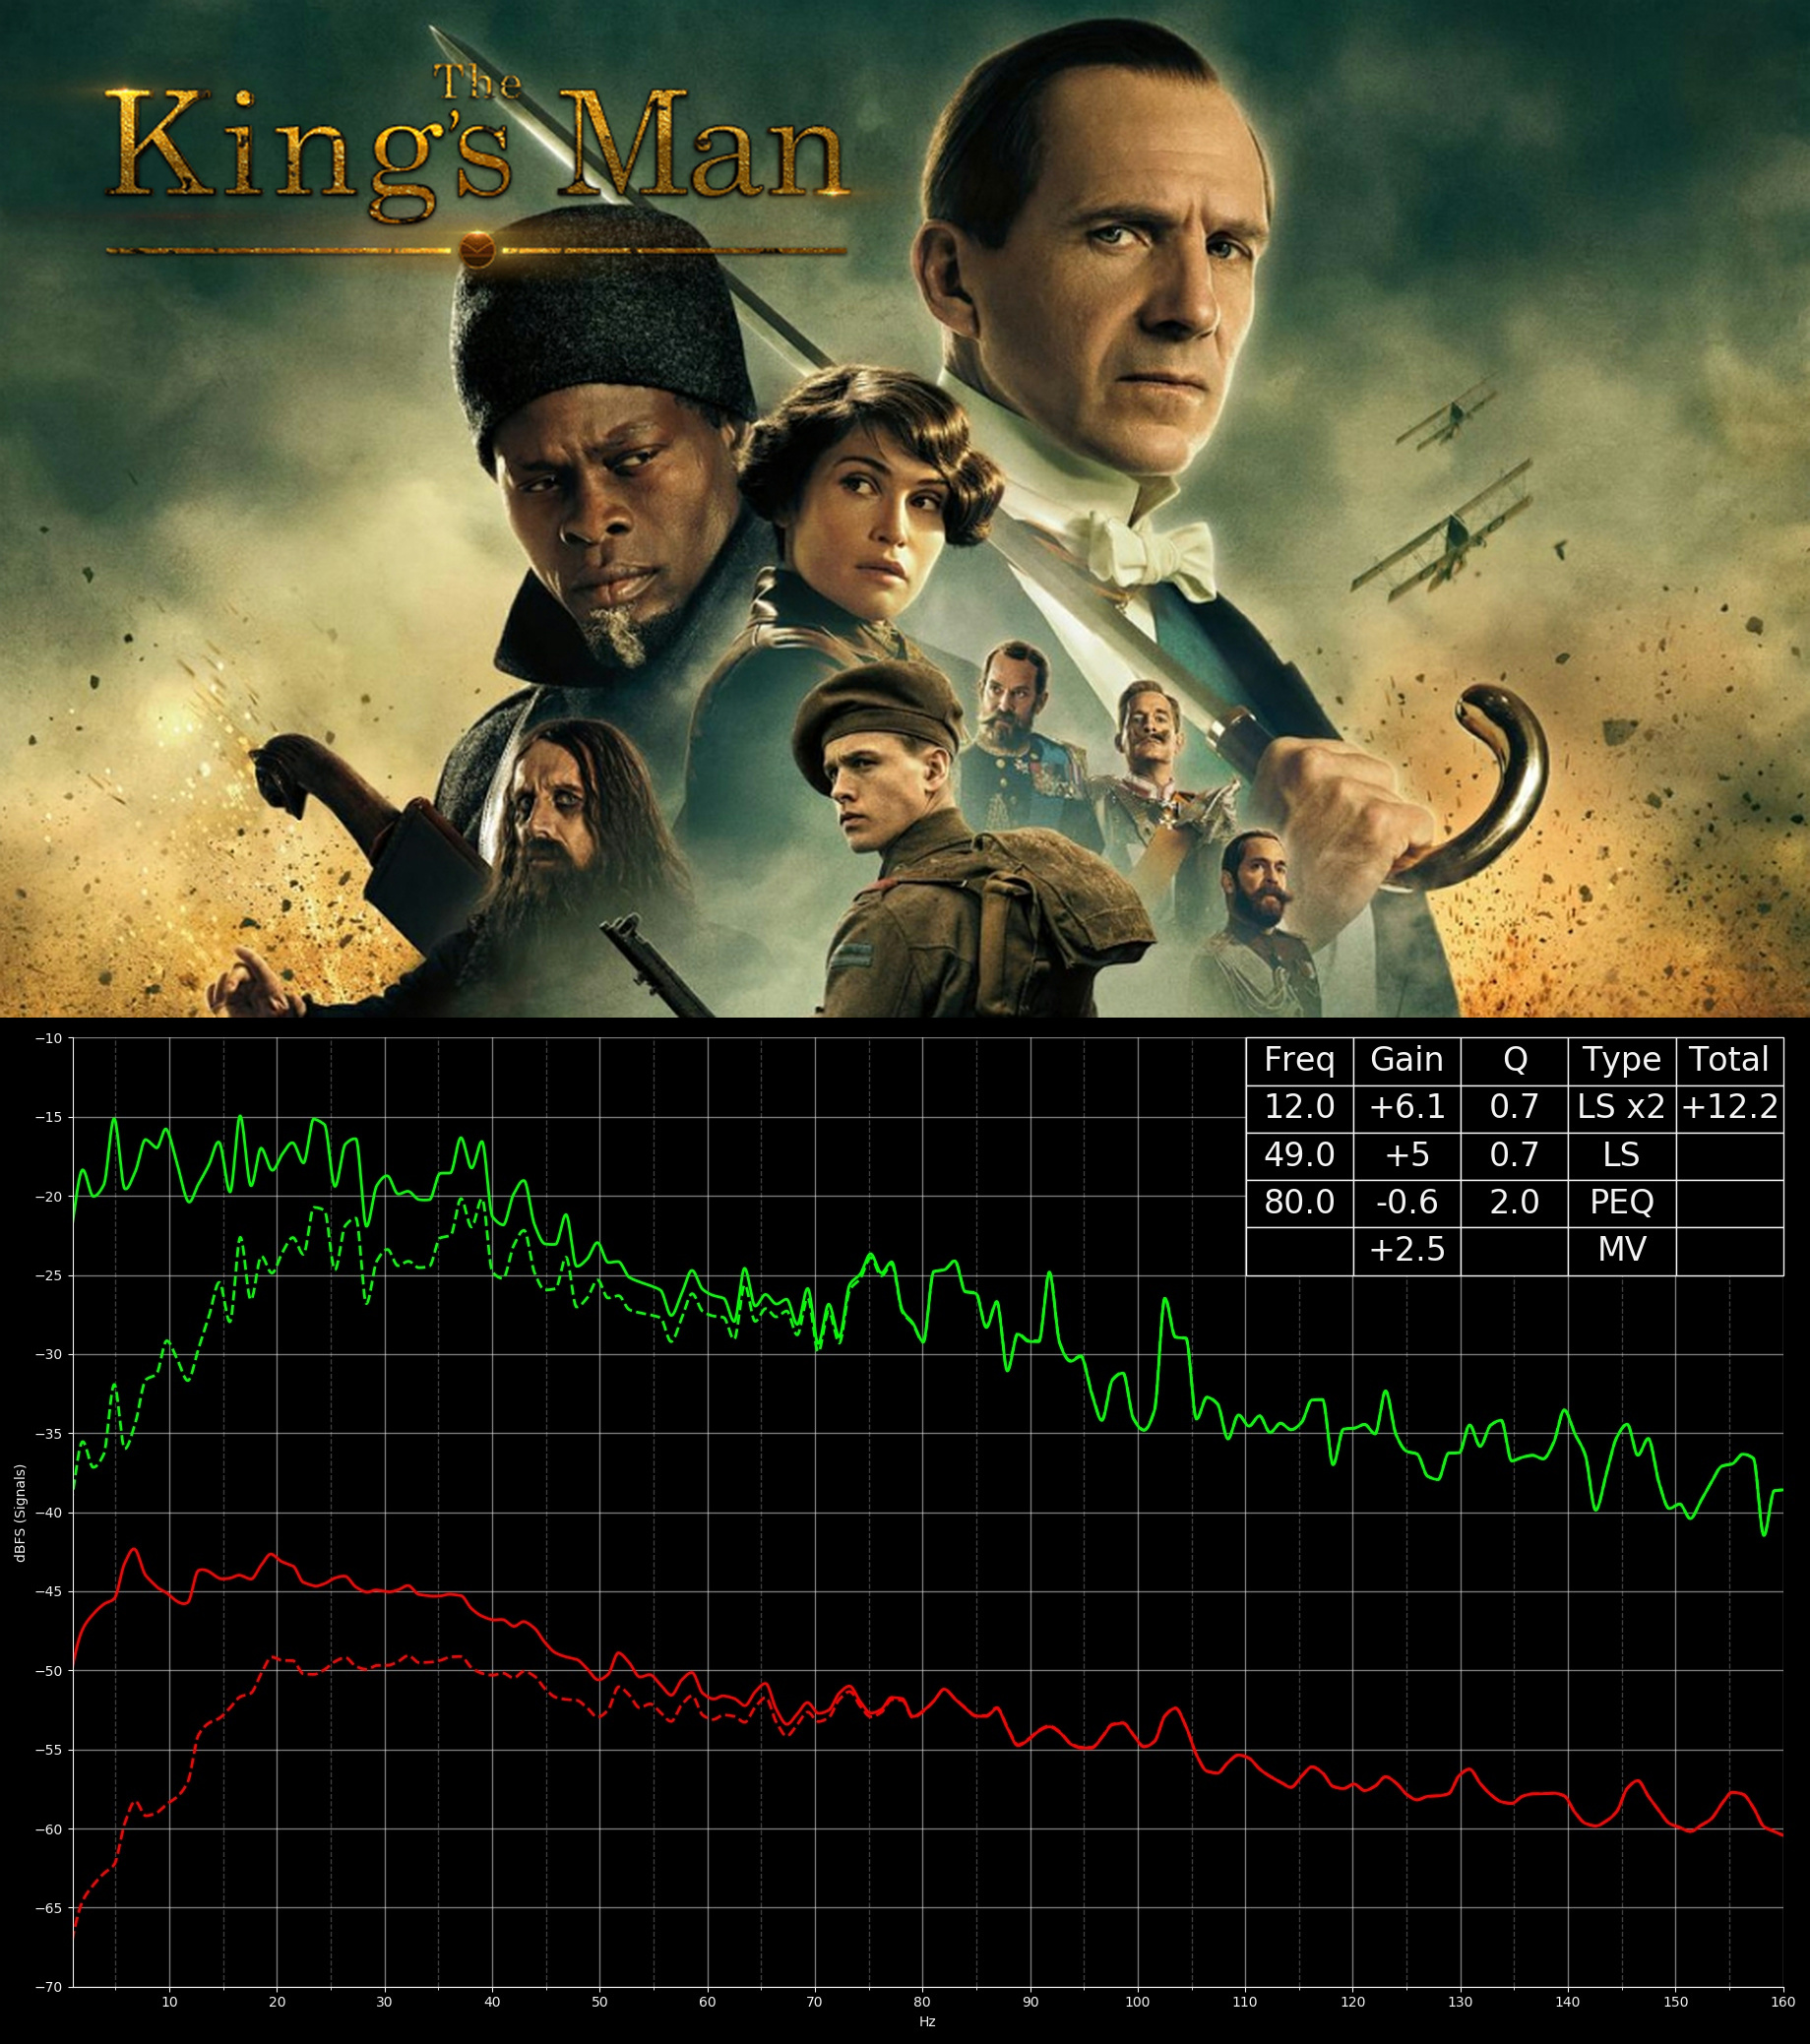 The
King's Man
Freq Gain Q Type Total
12.0 +6.1 0.7 LS x2 +12.2
49.0 +5 0.7 LS
80.0 -0.6 2.0 PEQ
+2.5 MV
−10
−15
−20
−25
−30
−35
−40
−45
−50
−55
−60
−65
−70
dBFS (Signals)
10 20 30 40 50 60 70 80 90 100 110 120 130 140 150 160
Hz